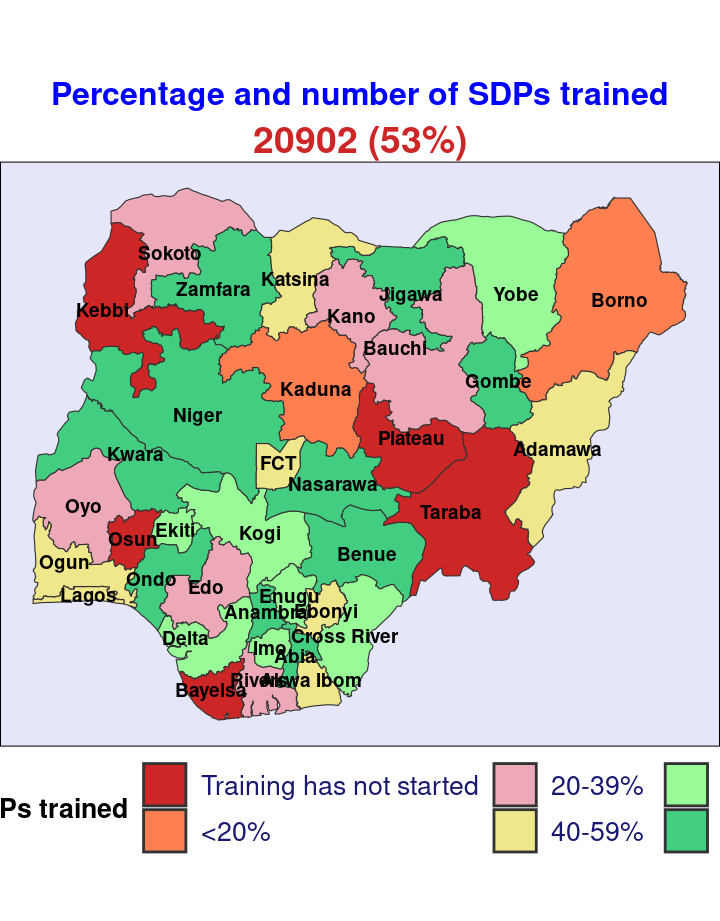 Percentage and number of SDPs trained
20902 (53%)
Sokoto
Katsina
Zamfara
Jigawa
Yobe
Borno
Kebbi
Kano
Bauchi
Gombe
Kaduna
Niger
Plateau
Adamawa
Kwara
FCT
Nasarawa
Oyo
Taraba
Osun
Ekiti
Kogi
Benue
Ogun
Ondo
Edo
Lagos
Enugu
Anambra
Ebonyi
Delta
Cross River
Imo
Abia
Rivers
Akwa Ibom
Bayelsa
Ps trained
Training has not started
20-39%
<20%
40-59%